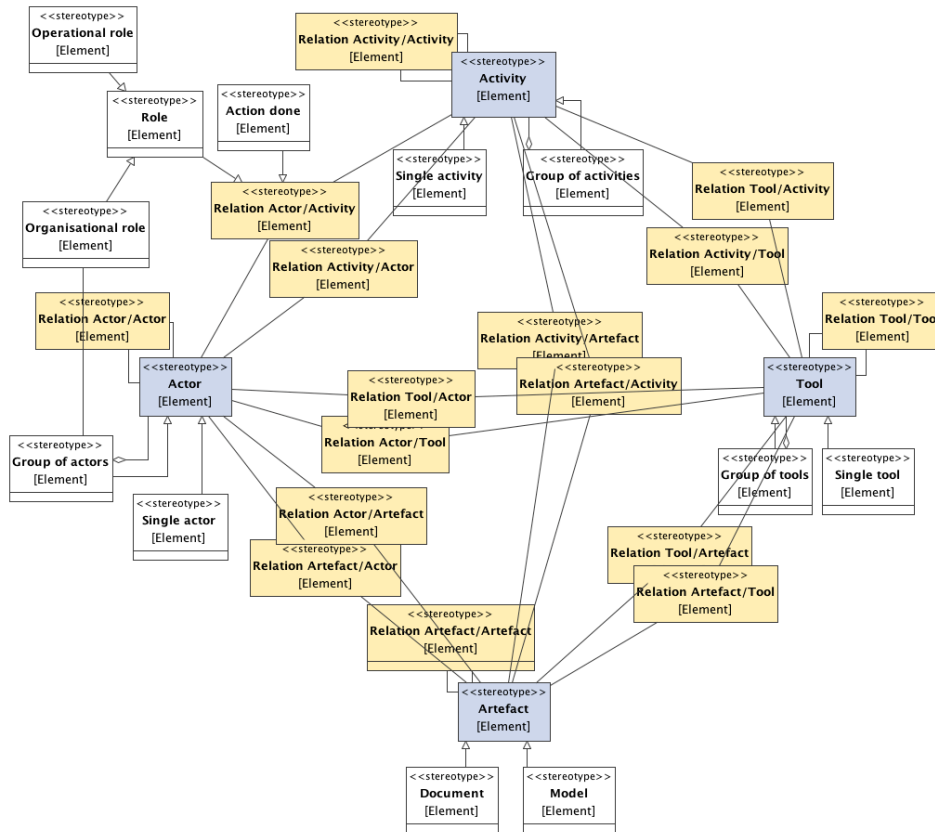 <<stereotype>>
Operational role
[Element]
<<stereotype>>
Relation Activity/Activity
[Element]
<<stereotype>>
Activity
[Element]
<<stereotype>>
Role
[Element]
<<stereotype>>
Action done
[Element]
<<stereotype>>
Single activity
[Element]
<<stereotype>>
Group of activities
[Element]
<<stereotype>>
Relation Tool/Activity
[Element]
<<stereotype>>
Relation Actor/Activity
[Element]
<<stereotype>>
Organisational role
[Element]
<<stereotype>>
Relation Activity/Tool
[Element]
<<stereotype>>
Relation Activity/Actor
[Element]
<<stereotype>>
Relation Actor/Actor
[Element]
<<stereotype>>
Relation Tool/Tool
[Element]
<<stereotype>>
Relation Activity/Artefact
[Element]
<<stereotype>>
Relation Artefact/Activity
[Element]
<<stereotype>>
Actor
[Element]
<<stereotype>>
Tool
[Element]
<<stereotype>>
Relation Tool/Actor
[Element]
<<stereotype>>
Relation Actor/Tool
[Element]
<<stereotype>>
Group of actors
[Element]
<<stereotype>>
Group of tools
[Element]
<<stereotype>>
Single tool
[Element]
<<stereotype>>
Single actor
[Element]
<<stereotype>>
Relation Actor/Artefact
[Element]
<<stereotype>>
Relation Artefact/Actor
[Element]
<<stereotype>>
Relation Tool/Artefact
<<stereotype>>
Relation Artefact/Tool
[Element]
<<stereotype>>
Relation Artefact/Artefact
[Element]
<<stereotype>>
Artefact
[Element]
<<stereotype>>
Document
[Element]
<<stereotype>>
Model
[Element]